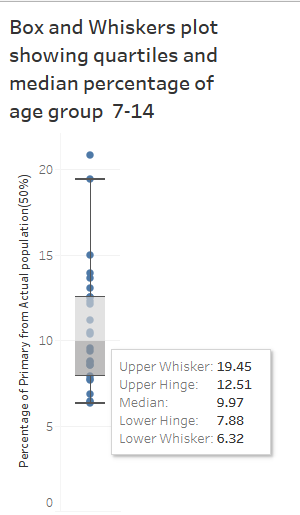 Box and Whiskers plot
showing quartiles and
median percentage of
age group 7-14
Percentage of Primary from Actual population(50%)
20
15
10
5
0
Upper Whisker: 19.45
Upper Hinge: 12.51
Median: 9.97
Lower Hinge: 7.88
Lower Whisker: 6.32